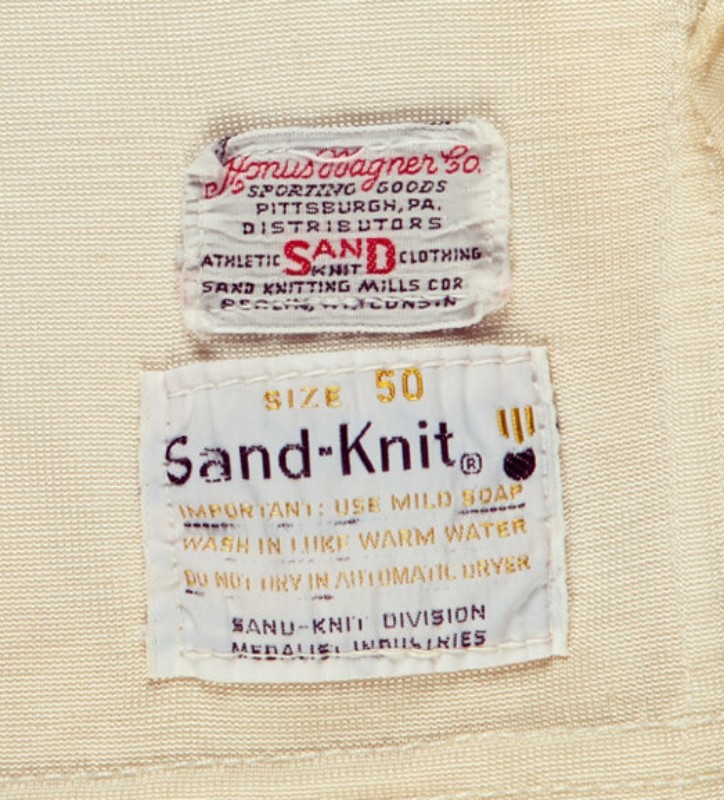 Honus Wagner Co.
SPORTING GOODS
PITTSBURGH, PA.
DISTRIBUTORS
ATHLETIC SAND KNIT CLOTHING
SAND KNITTING MILLS COR
BERLIN, WISCONSIN
SIZE 50
Sand-Knit®
IMPORTANT: USE MILD SOAP
WASH IN LUKE WARM WATER
DO NOT DRY IN AUTOMATIC DRYER
SAND-KNIT DIVISION
MEDALIST INDUSTRIES